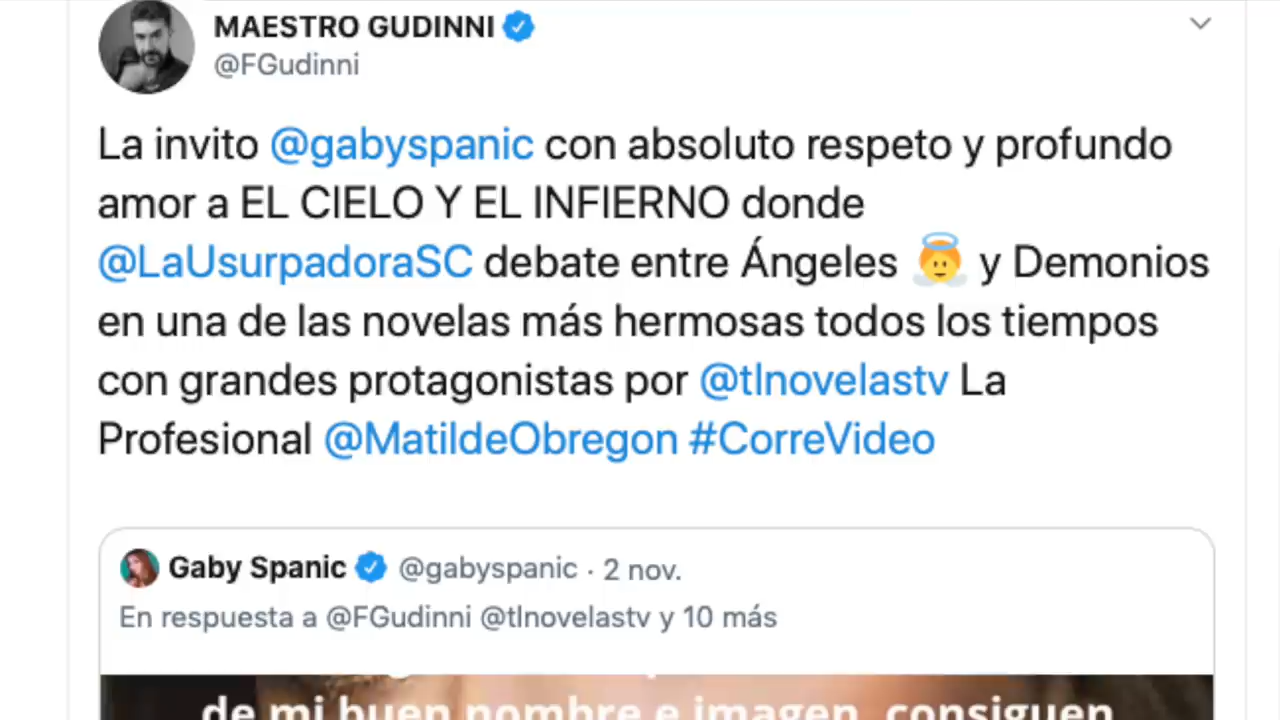 MAESTRO GUDINNI
@FGudinni
La invito @gabyspanic con absoluto respeto y profundo
amor a EL CIELO Y EL INFIERNO donde
@LaUsurpadoraSC debate entre Ángeles 👼 y Demonios
en una de las novelas más hermosas todos los tiempos
con grandes protagonistas por @tlnovelastv La
Profesional @MatildeObregon #CorreVideo
Gaby Spanic @gabyspanic · 2 nov.
En respuesta a @FGudinni @tlnovelastv y 10 más
de mi buen nombre e imagen, consiguen